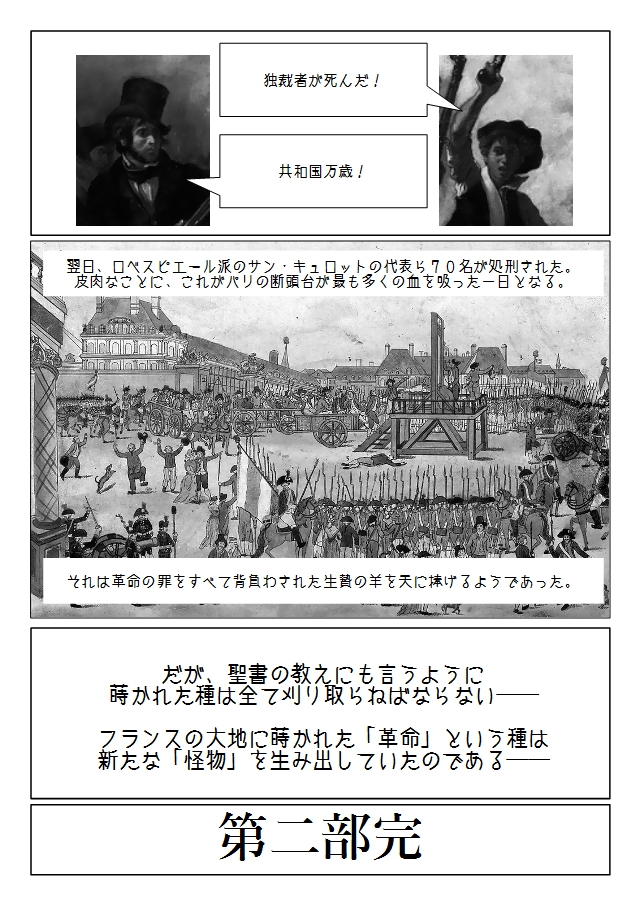 独裁者が死んだ！
共和国万歳！
翌日、ロベスピエール派のサン・キュロットの代表ら７０名が処刑された。
皮肉なことに、これがパリの断頭台が最も多くの血を吸った一日となる。
それは革命の罪をすべて背負わされた生贄の羊を天に捧げるようであった。
だが、聖書の教えにも言うように
蒔かれた種は全て刈り取らねばならない――
フランスの大地に蒔かれた「革命」という種は
新たな「怪物」を生み出していたのである――
第二部完